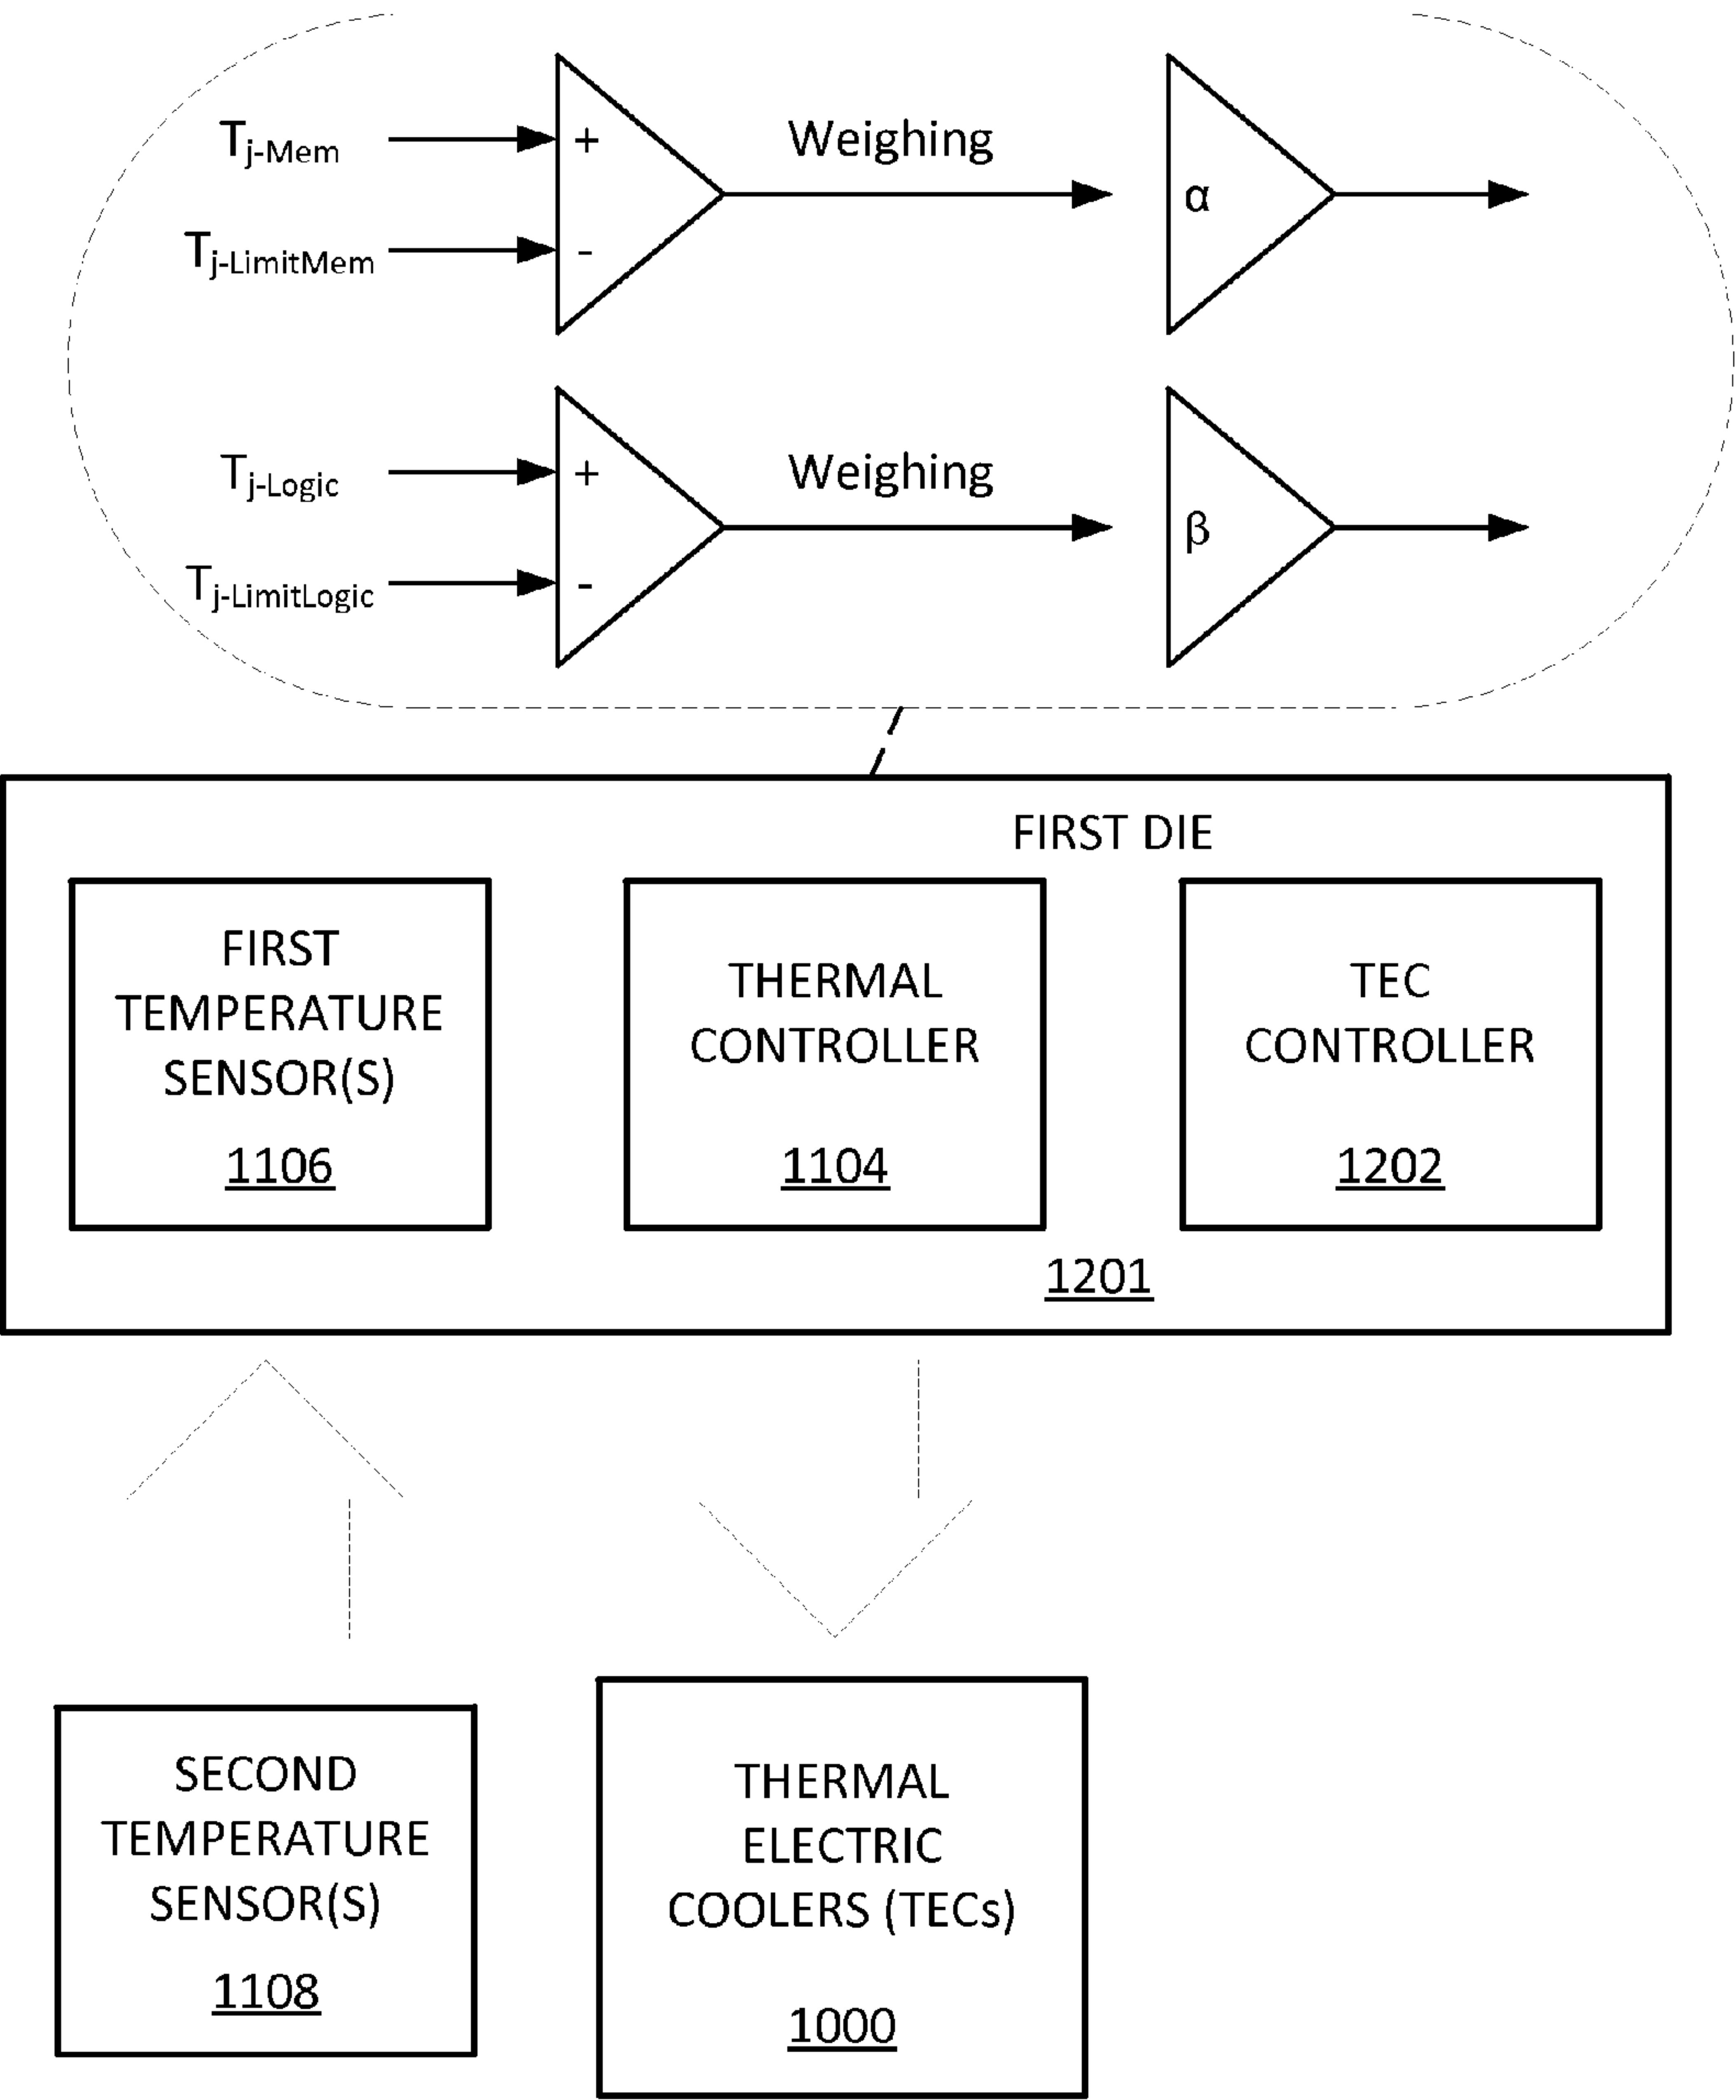 Tj-Mem
+
Weighing
α
Tj-LimitMem
-
Tj-Logic
+
Weighing
β
Tj-LimitLogic
-
FIRST DIE
FIRST
TEMPERATURE
SENSOR(S)
1106
THERMAL
CONTROLLER
1104
TEC
CONTROLLER
1202
1201
SECOND
TEMPERATURE
SENSOR(S)
1108
THERMAL
ELECTRIC
COOLERS (TECs)
1000